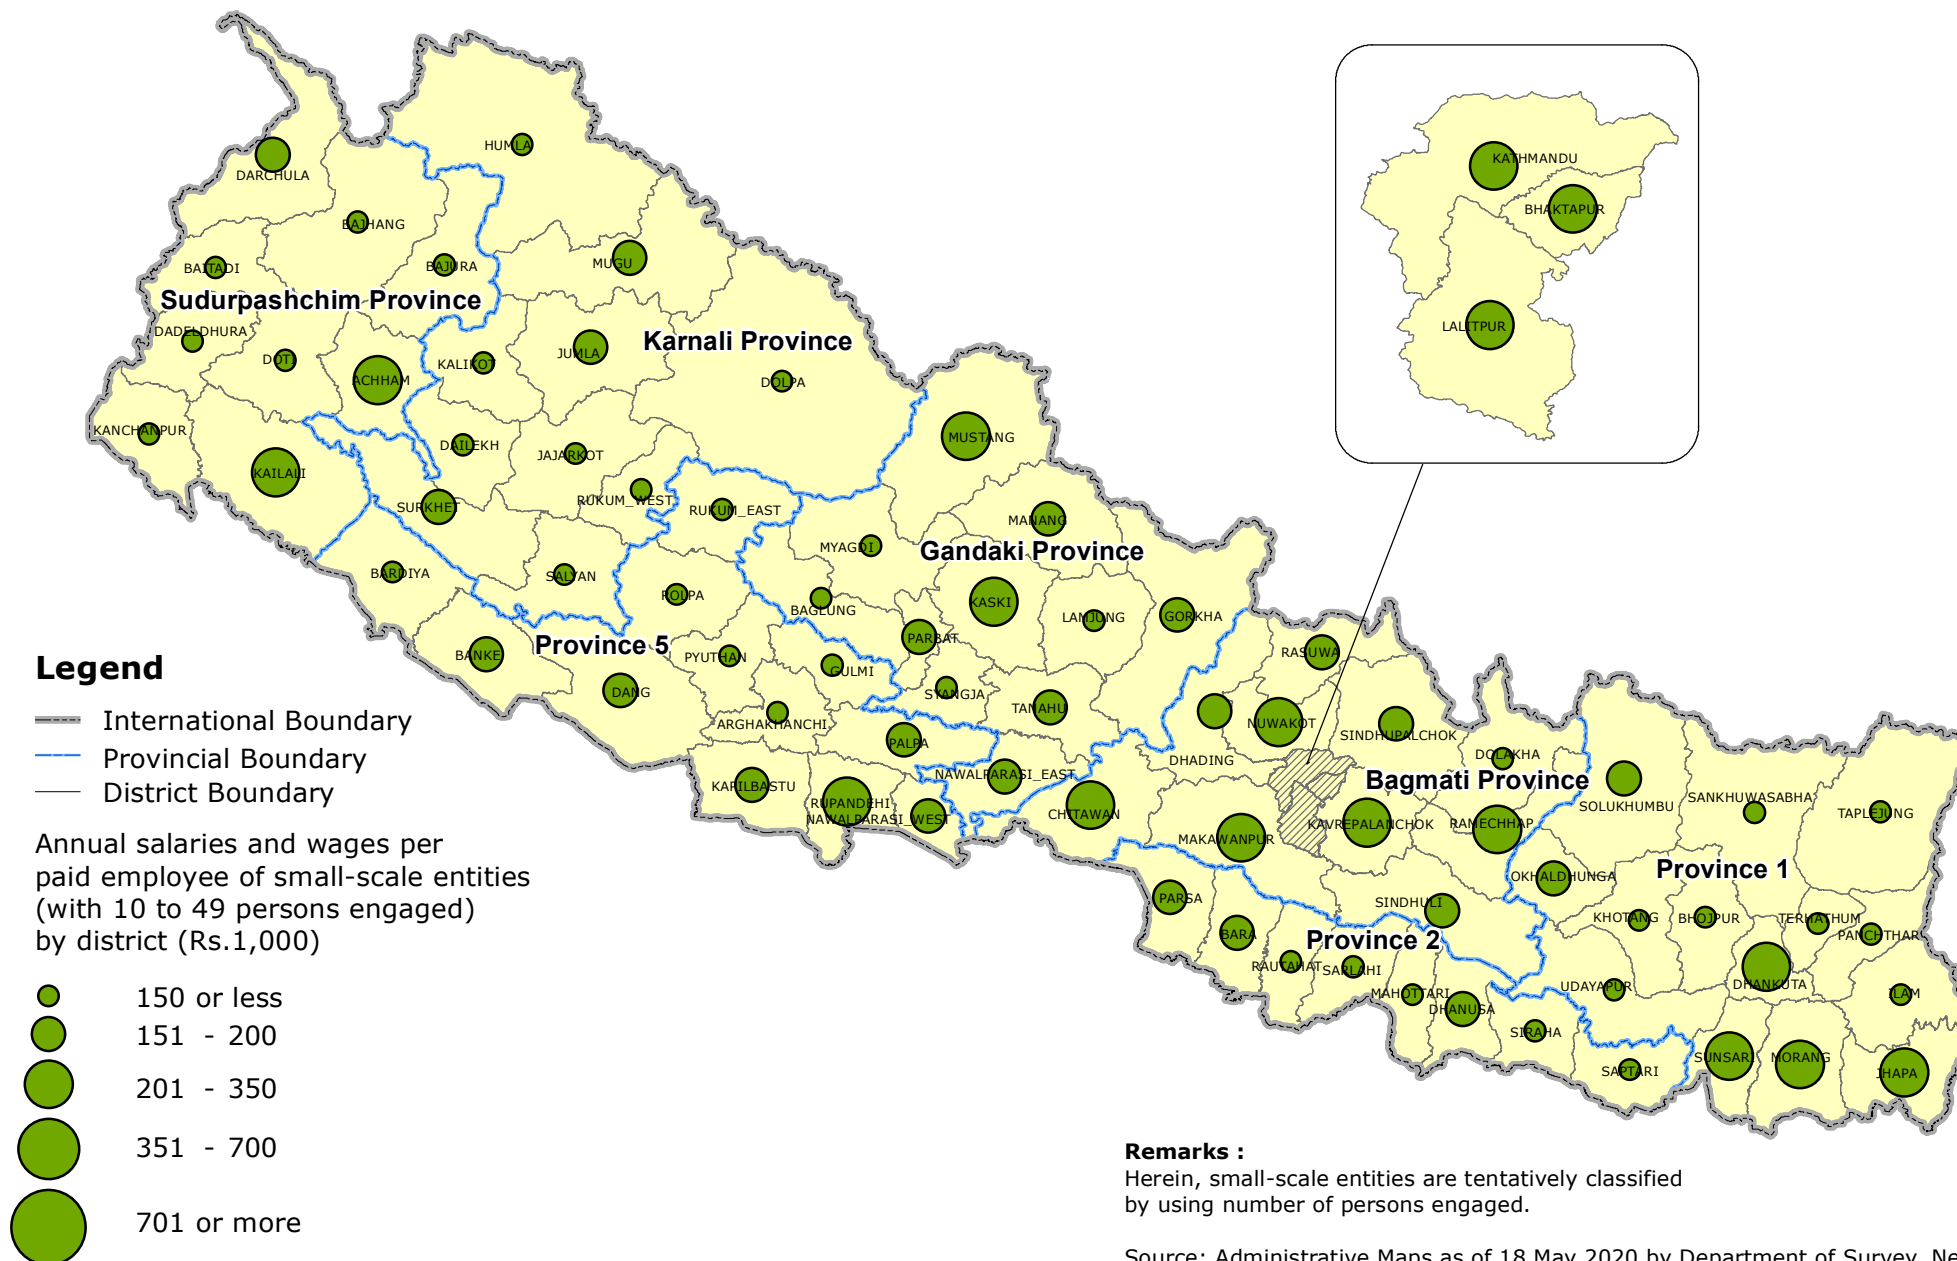 HUMLA
DARCHULA
BAJHANG
BAITADI
BAJURA
MUGU
Sudurpashchim Province
DADELDHURA
DOTI
ACHHAM
KALIKOT
JUMLA
Karnali Province
DOLPA
KANCHANPUR
KAILALI
DAILEKH
JAJARKOT
SURKHET
RUKUM_WEST
RUKUM_EAST
MUSTANG
MANANG
MYAGDI
Gandaki Province
BARDIYA
SALYAN
ROLPA
BAGLUNG
KASKI
LAMJUNG
GORKHA
PARBAT
BANKE
Province 5
PYUTHAN
GULMI
DANG
SYANGJA
TANAHU
ARGHAKHANCHI
PALPA
KAPILBASTU
RUPANDEHI
NAWALPARASI_WEST
NAWALPARASI_EAST
CHITAWAN
KATHMANDU
BHAKTAPUR
LALITPUR
RASUWA
NUWAKOT
DHADING
SINDHUPALCHOK
DOLAKHA
Bagmati Province
KAVREPALANCHOK
RAMECHHAP
MAKAWANPUR
SINDHULI
PARSA
BARA
Province 2
RAUTAHAT
SARLAHI
MAHOTTARI
DHANUSA
SIRAHA
SAPTARI
SOLUKHUMBU
SANKHUWASABHA
TAPLEJUNG
OKHALDHUNGA
Province 1
KHOTANG
BHOJPUR
TERHATHUM
PANCHTHAR
DHANKUTA
UDAYAPUR
ILAM
SUNSARI
MORANG
JHAPA
Legend
International Boundary
Provincial Boundary
District Boundary
Annual salaries and wages per
paid employee of small-scale entities
(with 10 to 49 persons engaged)
by district (Rs.1,000)
150 or less
151 - 200
201 - 350
351 - 700
701 or more
Remarks :
Herein, small-scale entities are tentatively classified
by using number of persons engaged.
Source: Administrative Maps as of 18 May 2020 by Department of Survey, Ne